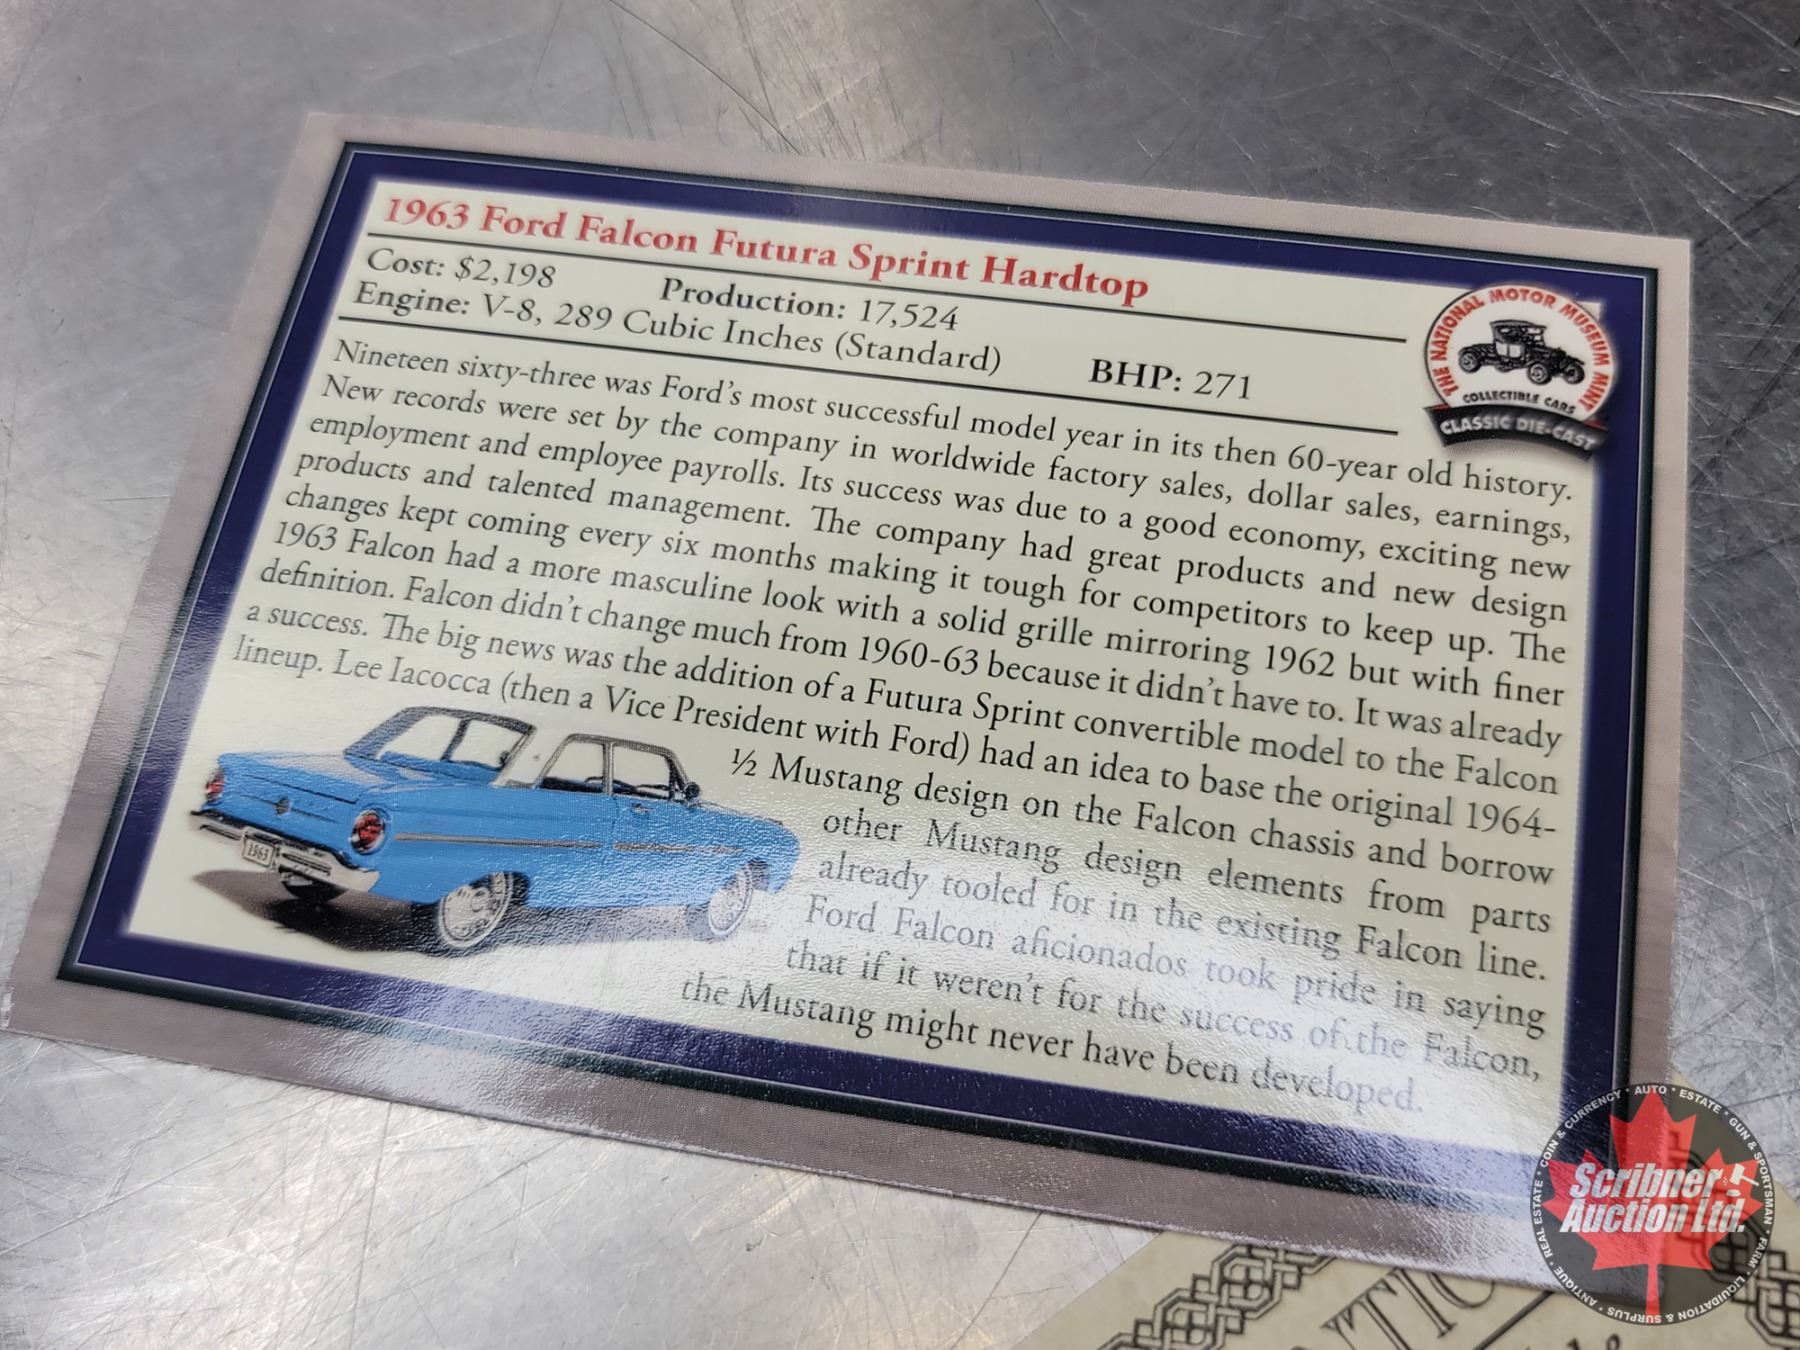 1963 Ford Falcon Futura Sprint Hardtop
Cost: $2,198 Production: 17,524
Engine: V-8, 289 Cubic Inches (Standard) BHP: 271
THE NATIONAL MOTOR MUSEUM MINT
COLLECTIBLE CARS
CLASSIC DIE-CAST
Nineteen sixty-three was Ford's most successful model year in its then 60-year old history.
New records were set by the company in worldwide factory sales, dollar sales, earnings,
employment and employee payrolls. Its success was due to a good economy, exciting new
products and talented management. The company had great products and new design
changes kept coming every six months making it tough for competitors to keep up. The
1963 Falcon had a more masculine look with a solid grille mirroring 1962 but with finer
definition. Falcon didn't change much from 1960-63 because it didn't have to. It was already
a success. The big news was the addition of a Futura Sprint convertible model to the Falcon
lineup. Lee Iacocca (then a Vice President with Ford) had an idea to base the original 1964-
½ Mustang design on the Falcon chassis and borrow
other Mustang design elements from parts
already tooled for in the existing Falcon line.
Ford Falcon aficionados took pride in saying
that if it weren't for the success of the Falcon,
the Mustang might never have been developed.
1963
COIN & CURRENCY • AUTO • ESTATE • GUN & SPORTSMAN • FARM • LIQUIDATION & SURPLUS • ANTIQUE • REAL ESTATE •
Scribner
Auction Ltd.